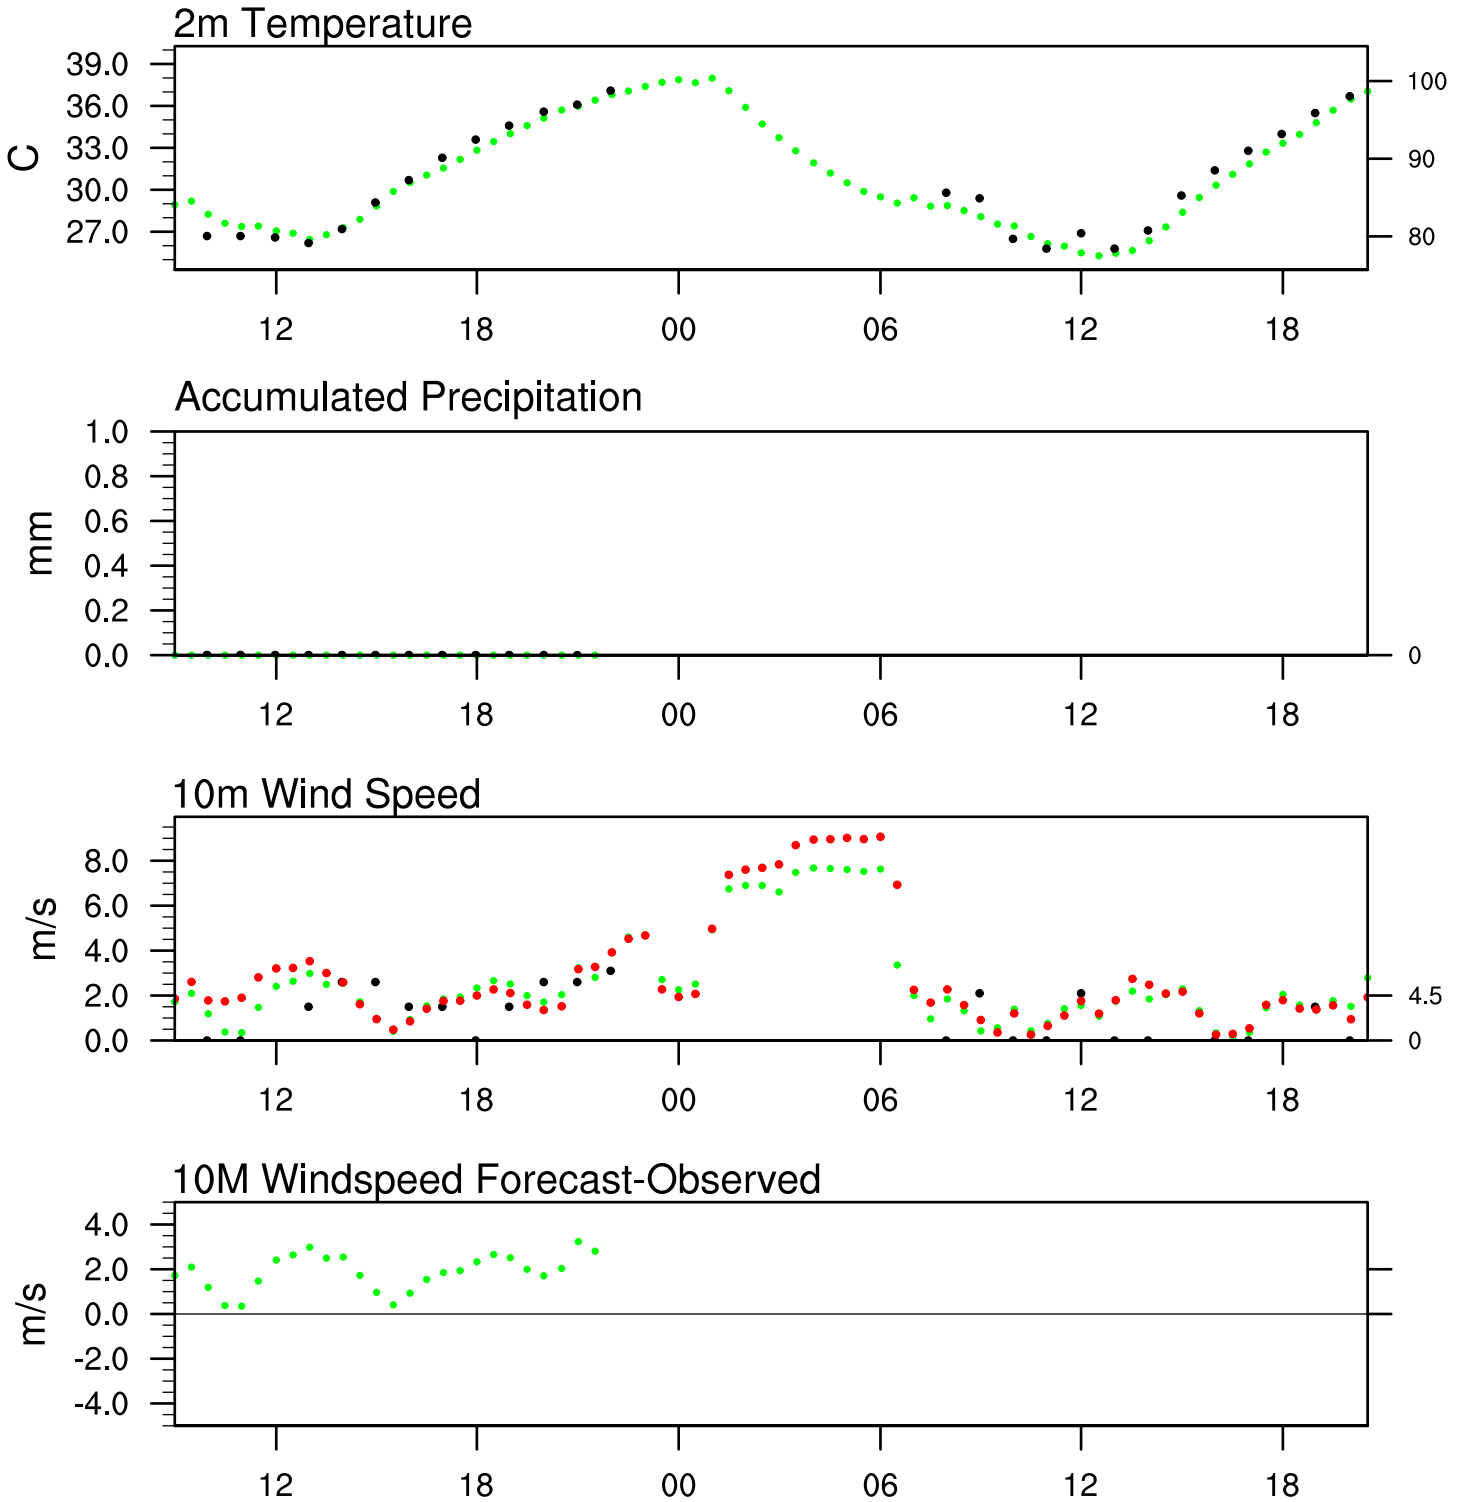 2m Temperature
39.0
36.0
33.0
30.0
27.0
C
100
90
80
12 18 00 06 12 18
Accumulated Precipitation
1.0
0.8
0.6
0.4
0.2
0.0
mm
0
12 18 00 06 12 18
10m Wind Speed
8.0
6.0
4.0
2.0
0.0
m/s
4.5
0
12 18 00 06 12 18
10M Windspeed Forecast-Observed
4.0
2.0
0.0
-2.0
-4.0
m/s
12 18 00 06 12 18